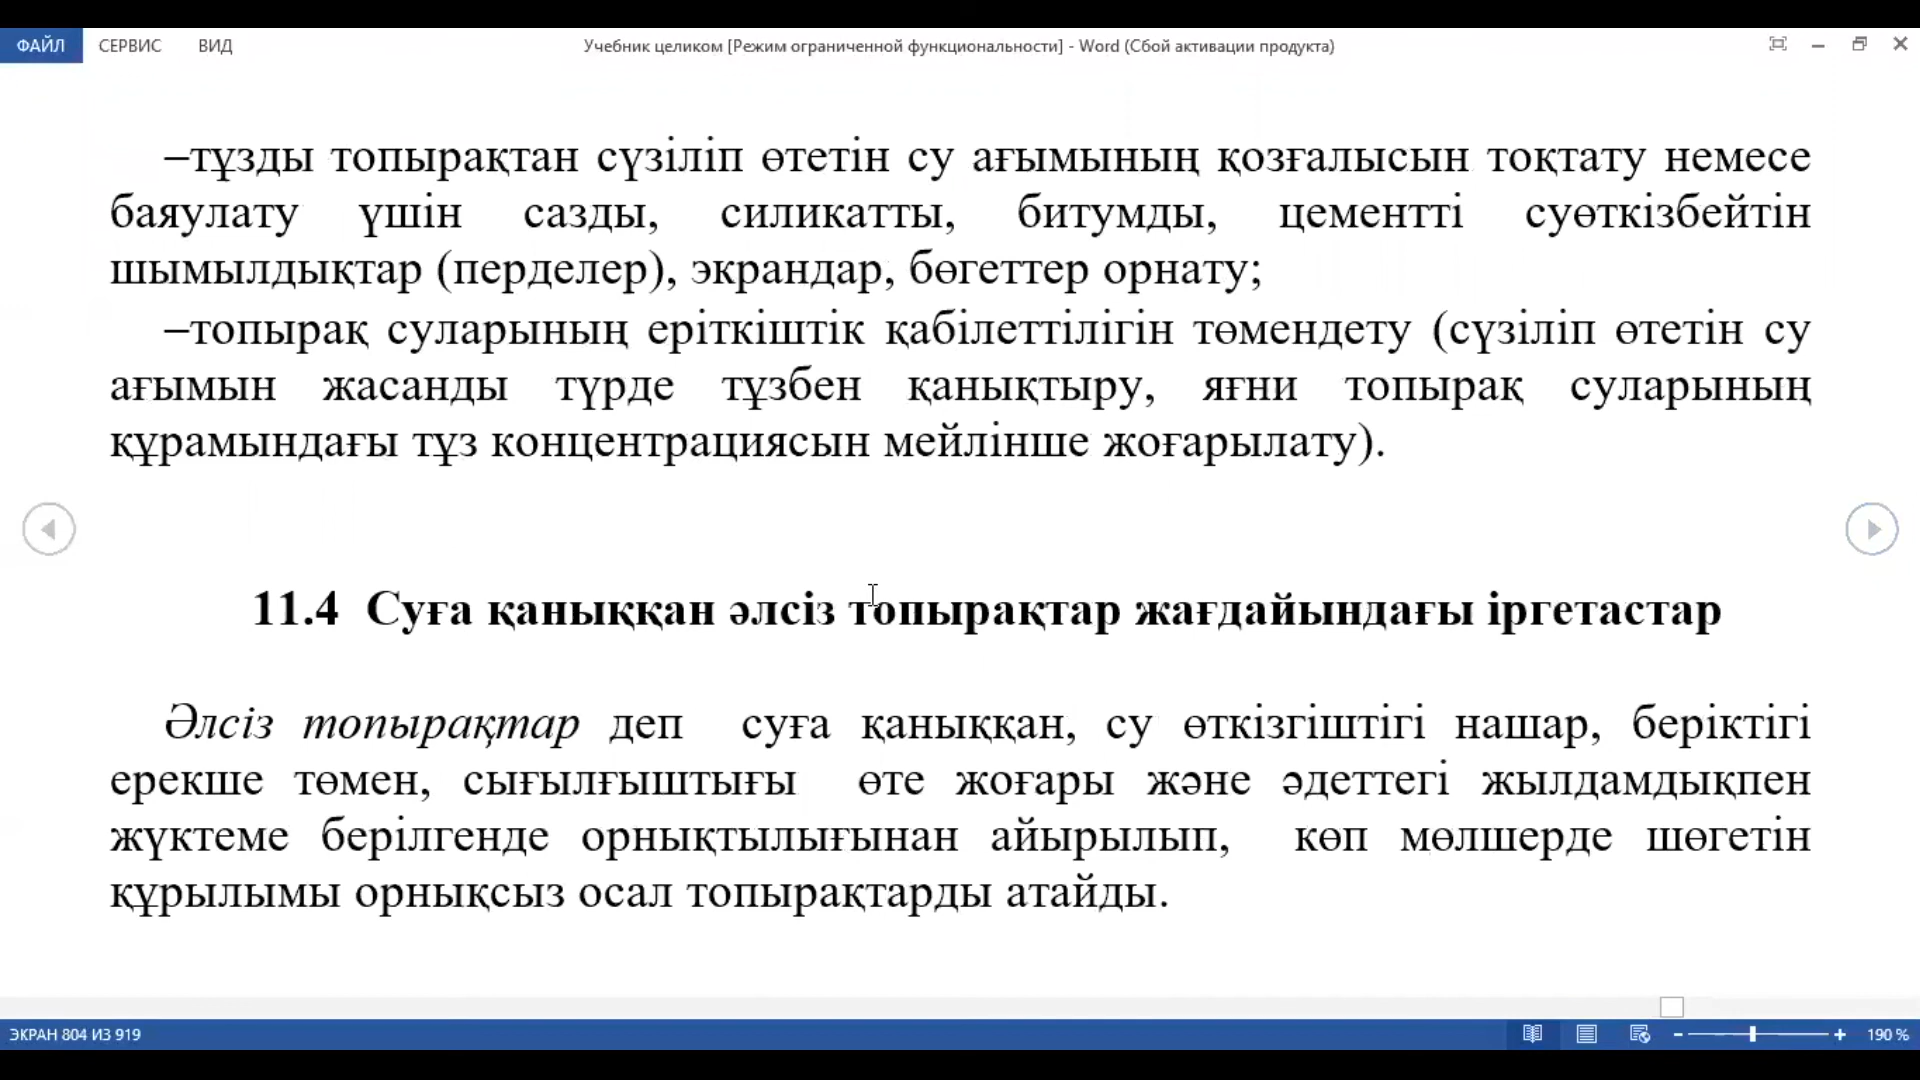 ФАЙЛ СЕРВИС ВИД Учебник целиком [Режим ограниченной функциональности] - Word (Сбой активации продукта)
–тұзды топырақтан сүзіліп өтетін су ағымының қозғалысын тоқтату немесе
баяулату үшін сазды, силикатты, битумды, цементті суөткізбейтін
шымылдықтар (перделер), экрандар, бөгеттер орнату;
–топырақ суларының еріткіштік қабілеттілігін төмендету (сүзіліп өтетін су
ағымын жасанды түрде тұзбен қанықтыру, яғни топырақ суларының
құрамындағы тұз концентрациясын мейлінше жоғарылату).
11.4 Суға қаныққан әлсіз топырақтар жағдайындағы іргетастар
Әлсіз топырақтар деп суға қаныққан, су өткізгіштігі нашар, беріктігі
ерекше төмен, сығылғыштығы өте жоғары және әдеттегі жылдамдықпен
жүктеме берілгенде орнықтылығынан айырылып, көп мөлшерде шөгетін
құрылымы орнықсыз осал топырақтарды атайды.
ЭКРАН 804 ИЗ 919 190 %